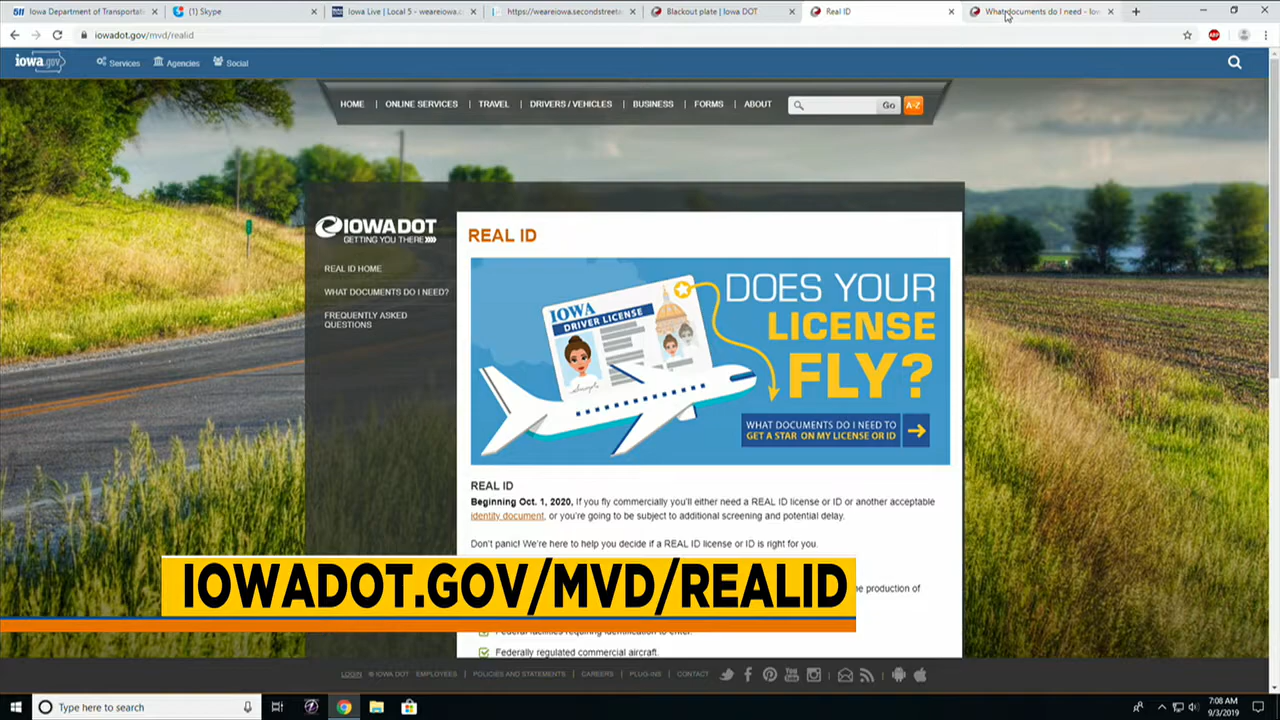 511 Iowa Department of Transportat
(1) Skype
Iowa Live | Local 5 - weareiowa.c
https://weareiowa.secondstreeta
Blackout plate | Iowa DOT
Real ID
What documents do I need - Iow
iowadot.gov/mvd/realid
ABP
iowa.gov
Services
Agencies
Social
HOME | ONLINE SERVICES | TRAVEL | DRIVERS / VEHICLES | BUSINESS | FORMS | ABOUT
Go
A-Z
IOWADOT
GETTING YOU THERE
REAL ID HOME
WHAT DOCUMENTS DO I NEED?
FREQUENTLY ASKED
QUESTIONS
REAL ID
IOWA
DRIVER LICENSE
DOES YOUR
LICENSE
FLY?
WHAT DOCUMENTS DO I NEED TO
GET A STAR ON MY LICENSE OR ID
REAL ID
Beginning Oct. 1, 2020, If you fly commercially you'll either need a REAL ID license or ID or another acceptable
identity document, or you're going to be subject to additional screening and potential delay.
Don't panic! We're here to help you decide if a REAL ID license or ID is right for you.
e production of
IOWADOT.GOV/MVD/REALID
Federal facilities requiring identification to enter.
Federally regulated commercial aircraft.
LOGIN © IOWA DOT EMPLOYEES | POLICIES AND STATEMENTS | CAREERS | PLUG-INS | CONTACT
You
Tube
Type here to search
7:08 AM
9/3/2019